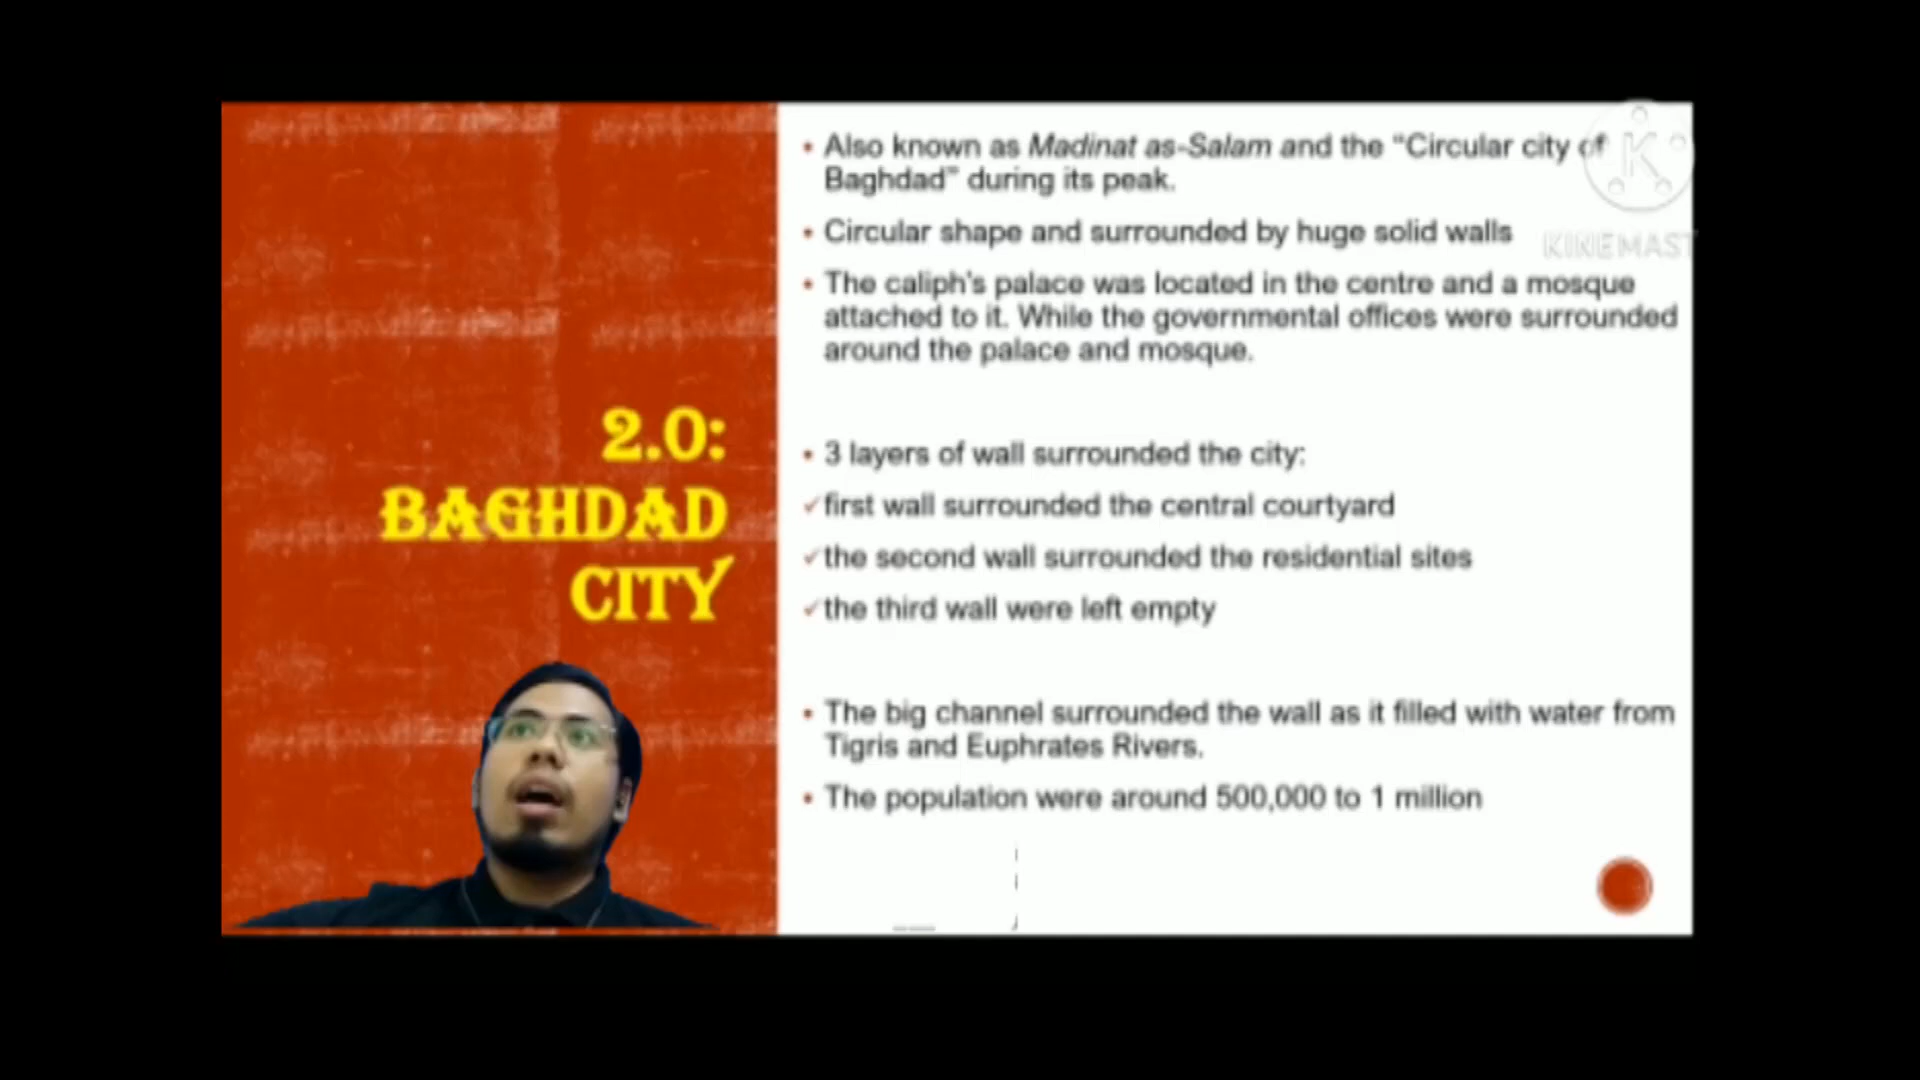 2.0:
BAGHDAD
CITY
• Also known as Madinat as-Salam and the "Circular city of
Baghdad" during its peak.
• Circular shape and surrounded by huge solid walls
• The caliph's palace was located in the centre and a mosque
attached to it. While the governmental offices were surrounded
around the palace and mosque.
• 3 layers of wall surrounded the city:
✓first wall surrounded the central courtyard
✓the second wall surrounded the residential sites
✓the third wall were left empty
• The big channel surrounded the wall as it filled with water from
Tigris and Euphrates Rivers.
• The population were around 500,000 to 1 million
K
KINEMAST